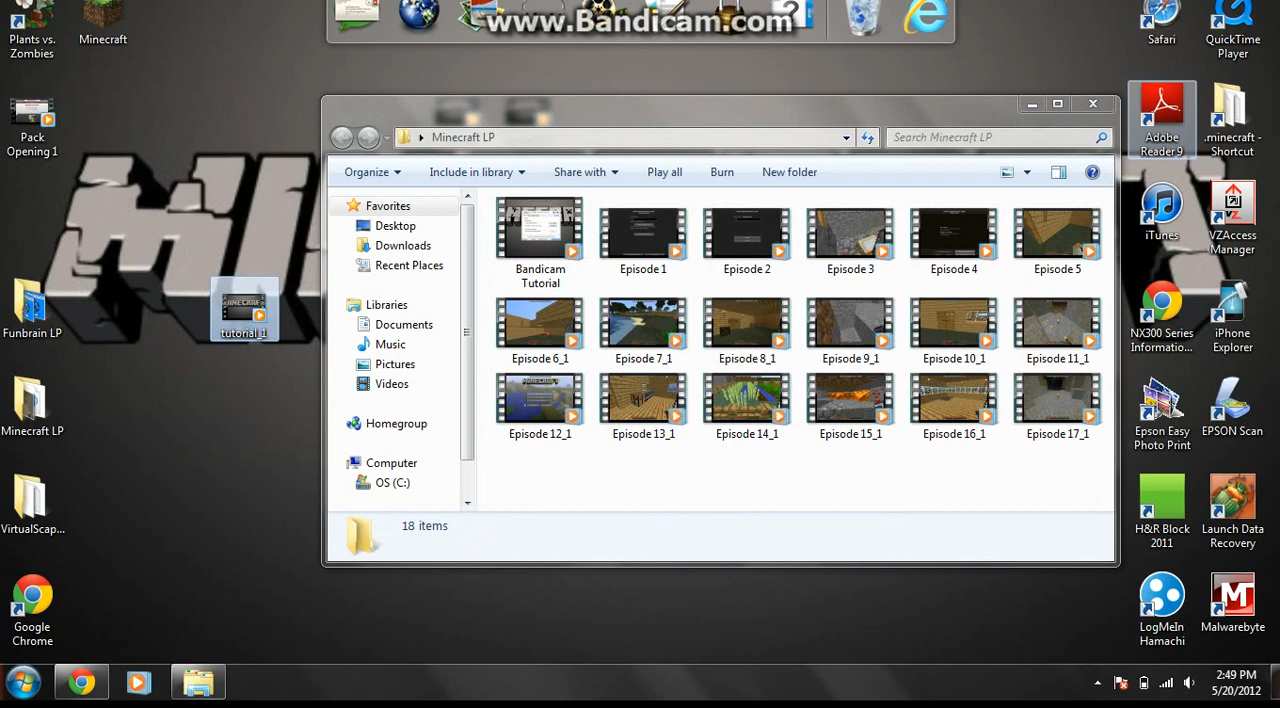 www.Bandicam.com
Plants vs.
Zombies
Minecraft
Safari
QuickTime
Player
Pack
Opening 1
Adobe
Reader 9
.minecraft -
Shortcut
Minecraft LP
Search Minecraft LP
Organize
Include in library
Share with
Play all
Burn
New folder
Favorites
Desktop
Downloads
Recent Places
Libraries
Documents
Music
Pictures
Videos
Homegroup
Computer
OS (C:)
Bandicam
Tutorial
Episode 1
Episode 2
Episode 3
Episode 4
Episode 5
Episode 6_1
Episode 7_1
Episode 8_1
Episode 9_1
Episode 10_1
Episode 11_1
Episode 12_1
Episode 13_1
Episode 14_1
Episode 15_1
Episode 16_1
Episode 17_1
18 items
tutorial_1
Funbrain LP
Minecraft LP
VirtualScap...
Google
Chrome
iTunes
VZAccess
Manager
NX300 Series
Informatio...
iPhone
Explorer
Epson Easy
Photo Print
EPSON Scan
H&R Block
2011
Launch Data
Recovery
LogMeIn
Hamachi
Malwarebyte
2:49 PM
5/20/2012